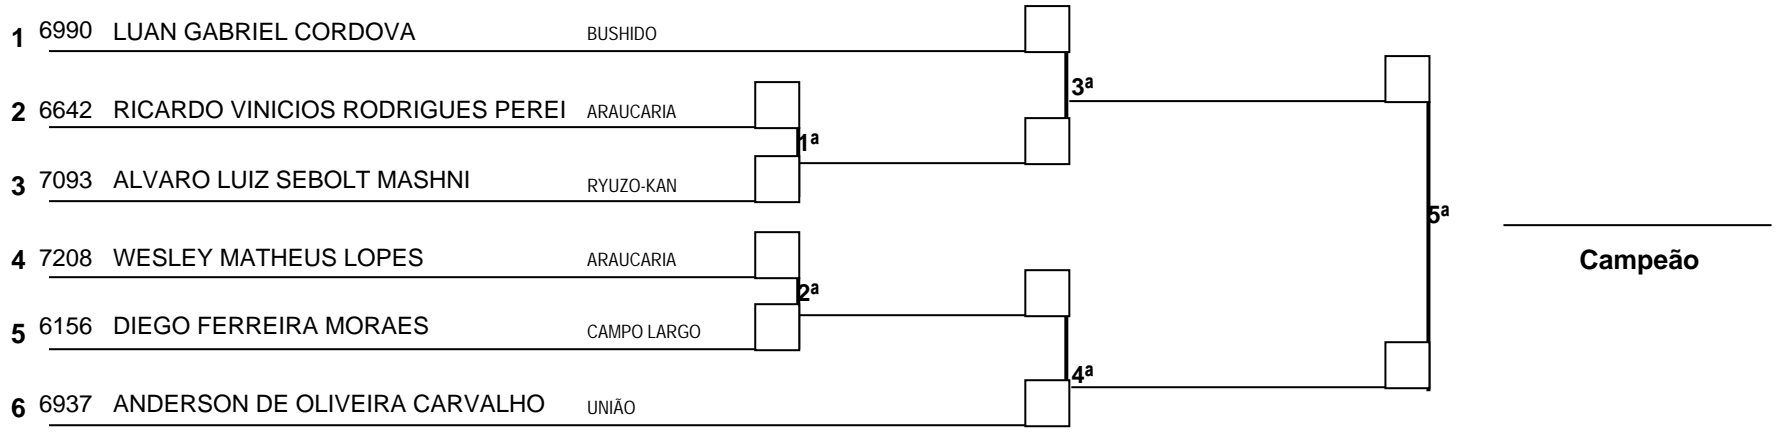 1 6990 LUAN GABRIEL CORDOVA BUSHIDO
3ª
2 6642 RICARDO VINICIOS RODRIGUES PEREI ARAUCARIA
1ª
3 7093 ALVARO LUIZ SEBOLT MASHNI RYUZO-KAN
5ª
4 7208 WESLEY MATHEUS LOPES ARAUCARIA
Campeão
2ª
5 6156 DIEGO FERREIRA MORAES CAMPO LARGO
4ª
6 6937 ANDERSON DE OLIVEIRA CARVALHO UNIÃO